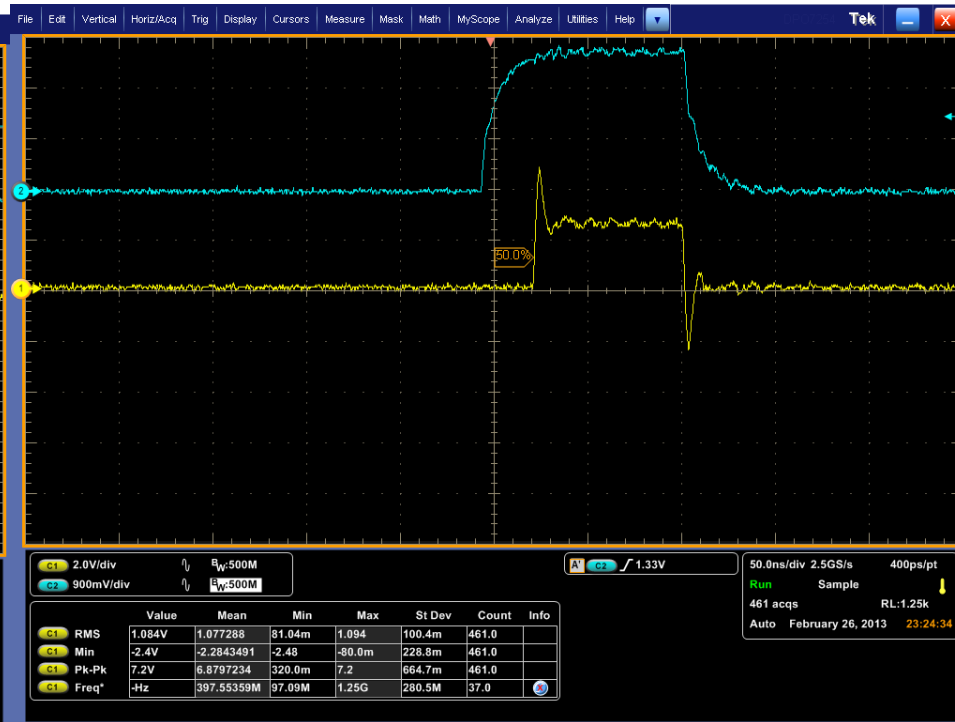 File Edit Vertical Horiz/Acq Trig Display Cursors Measure Mask Math MyScope Analyze Utilities Help Tek X
2
50.0%
1
C1 2.0V/div BW:500M
C2 900mV/div BW:500M
A' C2 1.33V
50.0ns/div 2.5GS/s 400ps/pt
Run Sample
461 acqs RL:1.25k
Auto February 26, 2013 23:24:34
Value Mean Min Max St Dev Count Info
C1 RMS 1.084V 1.077288 81.04m 1.094 100.4m 461.0
C1 Min -2.4V -2.2843491 -2.48 -80.0m 228.8m 461.0
C1 Pk-Pk 7.2V 6.8797234 320.0m 7.2 664.7m 461.0
C1 Freq* -Hz 397.55359M 97.09M 1.25G 280.5M 37.0